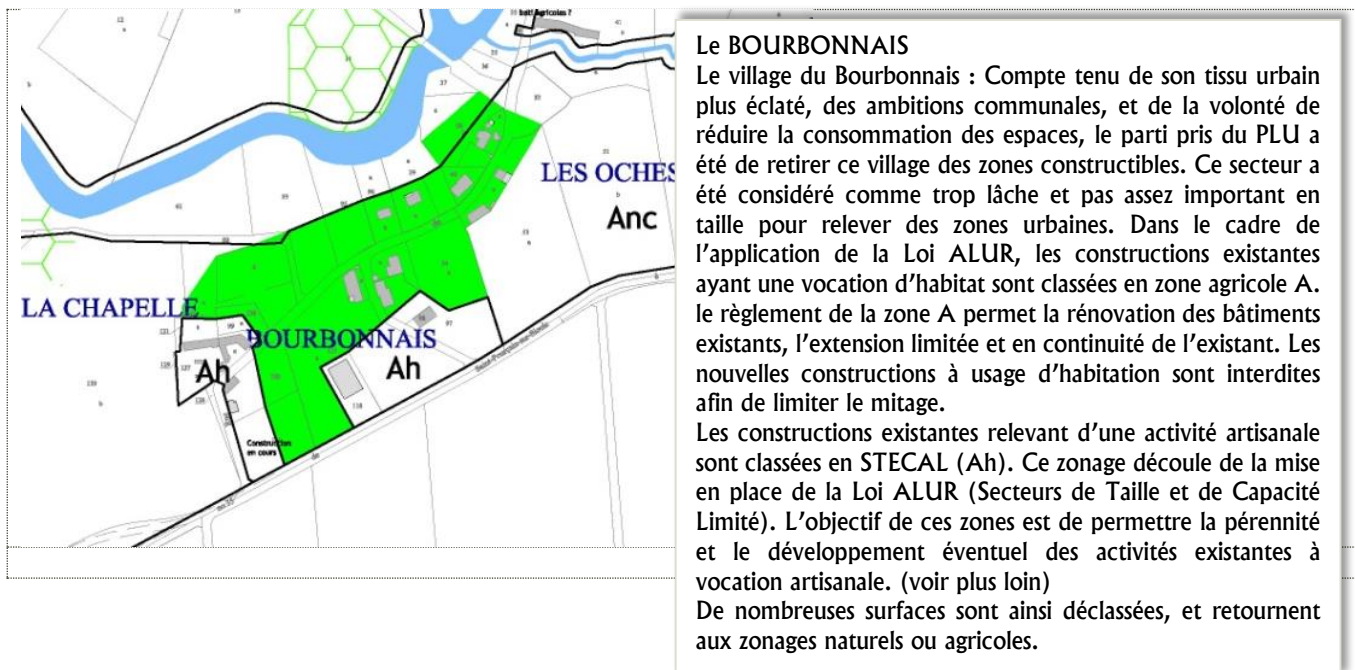 LES OCHES
Anc
LA CHAPELLE
BOURBONNAIS
Ah
Ah
Construction
en cours
Le BOURBONNAIS
Le village du Bourbonnais : Compte tenu de son tissu urbain
plus éclaté, des ambitions communales, et de la volonté de
réduire la consommation des espaces, le parti pris du PLU a
été de retirer ce village des zones constructibles. Ce secteur a
été considéré comme trop lâche et pas assez important en
taille pour relever des zones urbaines. Dans le cadre de
l’application de la Loi ALUR, les constructions existantes
ayant une vocation d’habitat sont classées en zone agricole A.
le règlement de la zone A permet la rénovation des bâtiments
existants, l’extension limitée et en continuité de l’existant. Les
nouvelles constructions à usage d’habitation sont interdites
afin de limiter le mitage.
Les constructions existantes relevant d’une activité artisanale
sont classées en STECAL (Ah). Ce zonage découle de la mise
en place de la Loi ALUR (Secteurs de Taille et de Capacité
Limité). L’objectif de ces zones est de permettre la pérennité
et le développement éventuel des activités existantes à
vocation artisanale. (voir plus loin)
De nombreuses surfaces sont ainsi déclassées, et retournent
aux zonages naturels ou agricoles.